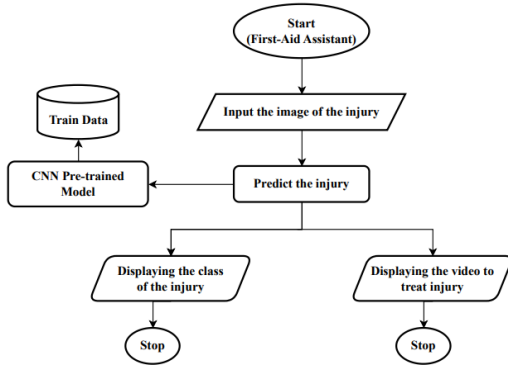 Start
(First-Aid Assistant)
Input the image of the injury
Train Data
CNN Pre-trained
Model
Predict the injury
Displaying the class
of the injury
Displaying the video to
treat injury
Stop
Stop